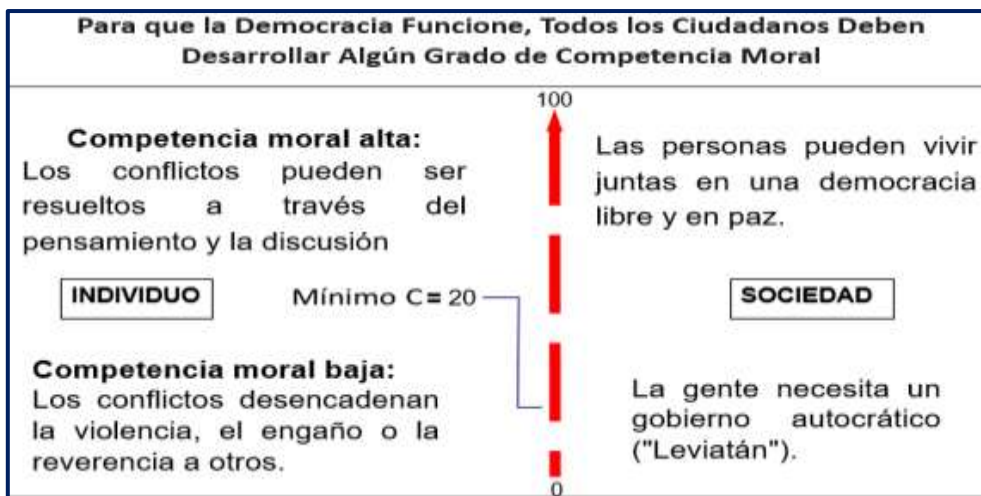 Para que la Democracia Funcione, Todos los Ciudadanos Deben
Desarrollar Algún Grado de Competencia Moral
100
Competencia moral alta:
Los conflictos pueden ser
resueltos a través del
pensamiento y la discusión
Las personas pueden vivir
juntas en una democracia
libre y en paz.
INDIVIDUO
Mínimo C= 20
SOCIEDAD
Competencia moral baja:
Los conflictos desencadenan
la violencia, el engaño o la
reverencia a otros.
La gente necesita un
gobierno autocrático
("Leviatán").
0